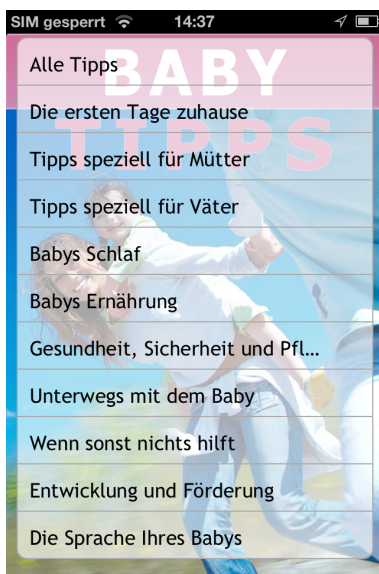 SIM gesperrt 14:37
BABY
TIPPS
Alle Tipps
Die ersten Tage zuhause
Tipps speziell für Mütter
Tipps speziell für Väter
Babys Schlaf
Babys Ernährung
Gesundheit, Sicherheit und Pfl...
Unterwegs mit dem Baby
Wenn sonst nichts hilft
Entwicklung und Förderung
Die Sprache Ihres Babys